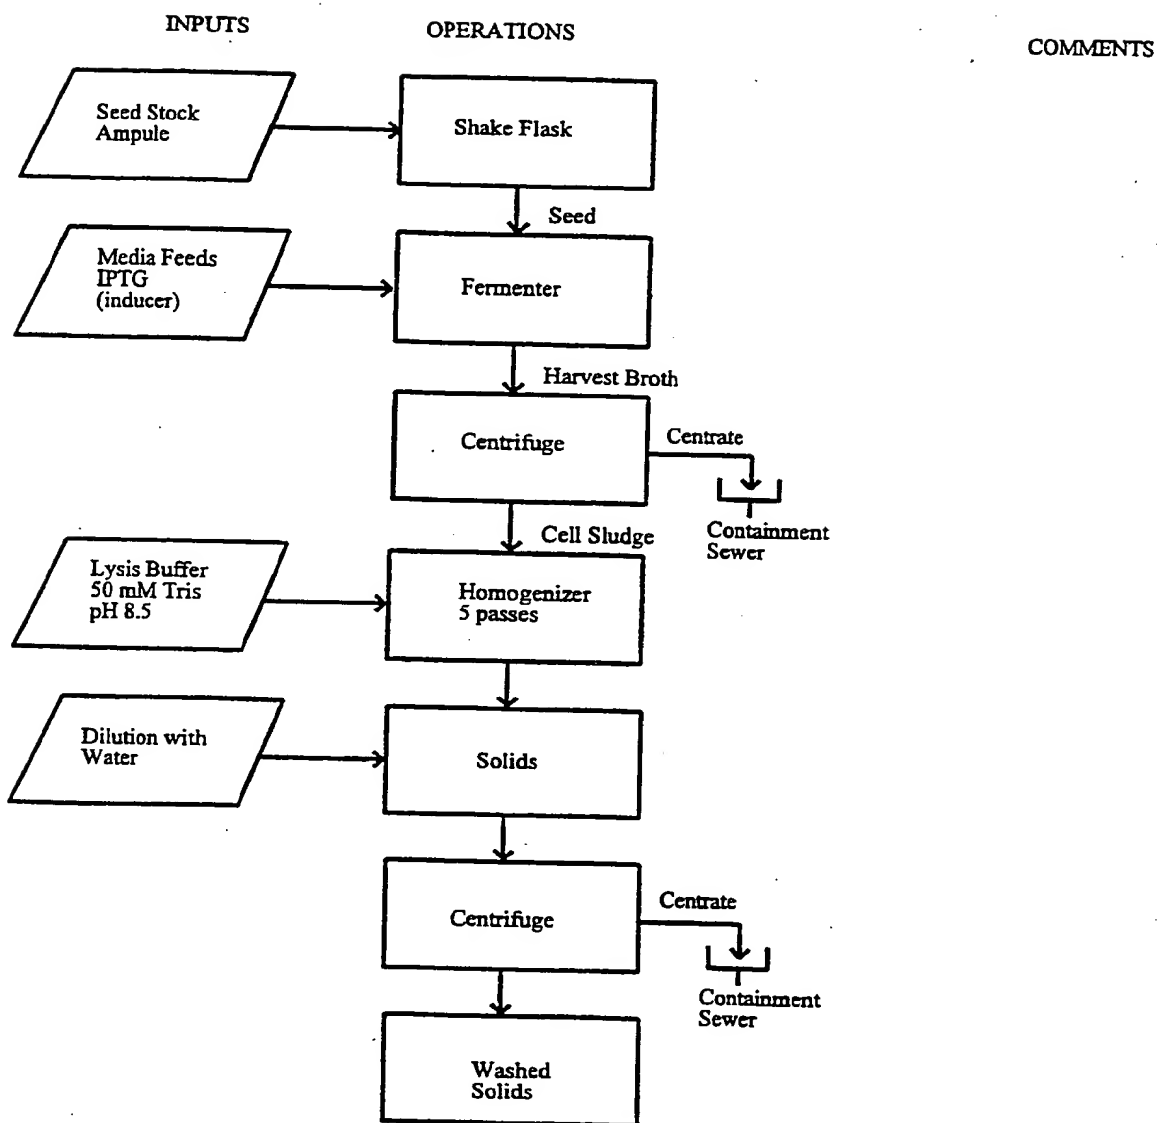 INPUTS
OPERATIONS
COMMENTS
Seed Stock
Ampule
Shake Flask
Seed
Media Feeds
IPTG
(inducer)
Fermenter
Harvest Broth
Centrifuge
Centrate
Containment
Sewer
Cell Sludge
Lysis Buffer
50 mM Tris
pH 8.5
Homogenizer
5 passes
Dilution with
Water
Solids
Centrifuge
Centrate
Containment
Sewer
Washed
Solids